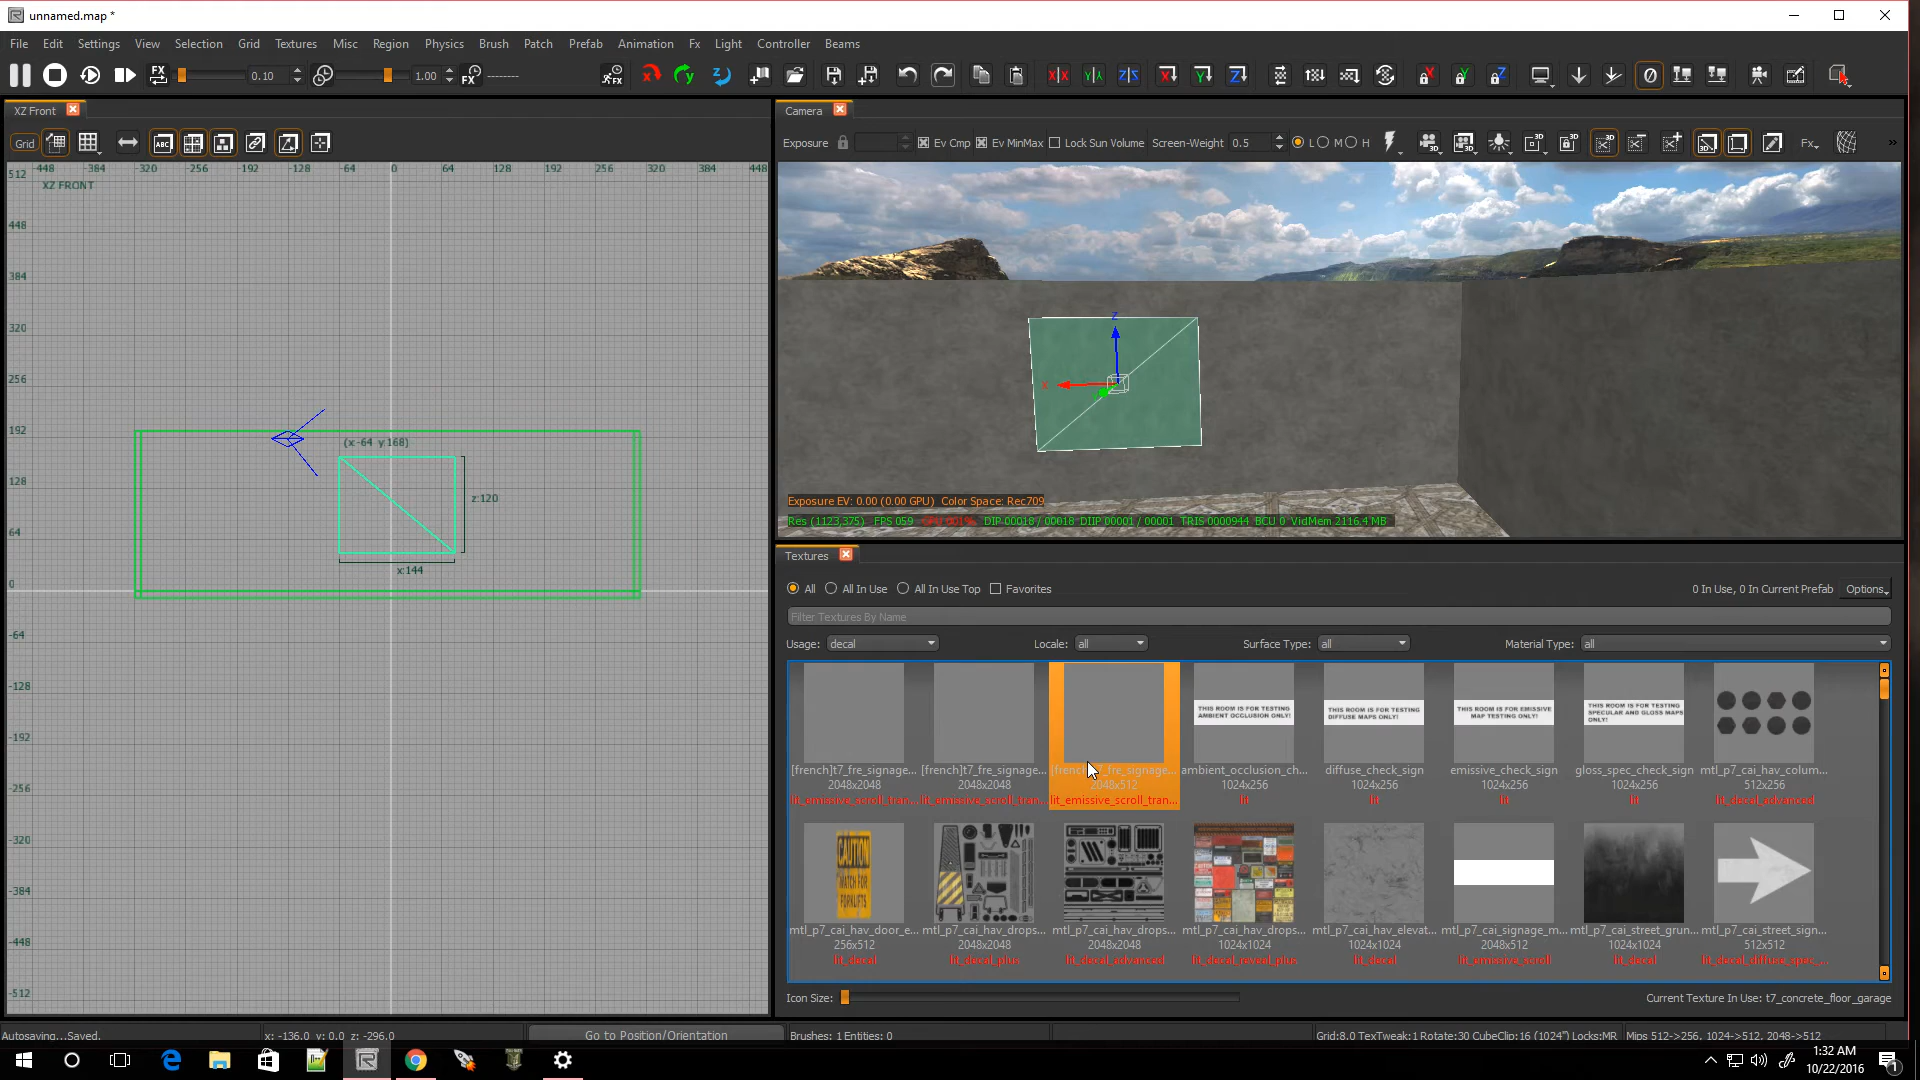 unnamed.map *
File Edit Settings View Selection Grid Textures Misc Region Physics Brush Patch Prefab Animation Fx Light Controller Beams
FX 0.10 1.00 FX --------
XZ Front
Camera
Grid ABC
Exposure Ev Cmp Ev MinMax Lock Sun Volume Screen-Weight 0.5 L M H Fx
-448 -384 -320 -256 -192 -128 -64 0 64 128 192 256 320 384 448
512
XZ FRONT
448
384
320
256
192
(x:-64 y:168)
128
z:120
64
x:144
0
-64
-128
-192
-256
-320
-384
-448
-512
Z
X
Exposure EV: 0.00 (0.00 GPU) Color Space: Rec709
Res (1123,375) FPS 059 GPU 001% DIP 00018 / 00018 DIIP 00001 / 00001 TRIS 0000944 BCU 0 VidMem 2116.4 MB
Textures
All All In Use All In Use Top Favorites 0 In Use, 0 In Current Prefab Options
Filter Textures By Name
Usage: decal Locale: all Surface Type: all Material Type: all
THIS ROOM IS FOR TESTING AMBIENT OCCLUSION ONLY!
THIS ROOM IS FOR TESTING DIFFUSE MAPS ONLY!
THIS ROOM IS FOR EMISSIVE MAP TESTING ONLY!
THIS ROOM IS FOR TESTING SPECULAR AND GLOSS MAPS ONLY!
[french]t7_fre_signage... [french]t7_fre_signage... [french]t7_fre_signage... ambient_occlusion_ch... diffuse_check_sign emissive_check_sign gloss_spec_check_sign mtl_p7_cai_hav_colum...
2048x2048 2048x2048 2048x512 1024x256 1024x256 1024x256 1024x256 512x256
lit_emissive_scroll_tran... lit_emissive_scroll_tran... lit_emissive_scroll_tran... lit lit lit lit lit_decal_advanced
CAUTION
WATCH FOR
FORKLIFTS
mtl_p7_cai_hav_door_e... mtl_p7_cai_hav_drops... mtl_p7_cai_hav_drops... mtl_p7_cai_hav_drops... mtl_p7_cai_hav_elevat... mtl_p7_cai_signage_m... mtl_p7_cai_street_grun... mtl_p7_cai_street_sign...
256x512 2048x2048 2048x2048 1024x1024 1024x1024 2048x512 1024x1024 512x512
lit_decal lit_decal_plus lit_decal_advanced lit_decal_reveal_plus lit_decal lit_emissive_scroll lit_decal lit_decal_diffuse_spec_...
Icon Size: Current Texture In Use: t7_concrete_floor_garage
Autosaving...Saved. x: -136.0 y: 0.0 z: -296.0 Go to Position/Orientation Brushes: 1 Entities: 0 Grid:8.0 TexTweak:1 Rotate:30 CubeClip:16 (1024") Locks:MR Mips 512->256, 1024->512, 2048->512
1:32 AM
10/22/2016
1